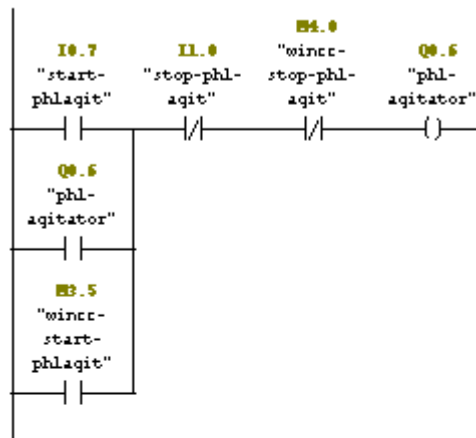 I0.7 I1.0 M4.0 Q0.6
"start-phlagit" "stop-phl-agit" "wincc-stop-phl-agit" "phl-agitator"
Q0.6
"phl-
agitator"
M3.5
"wincc-
start-
phlagit"